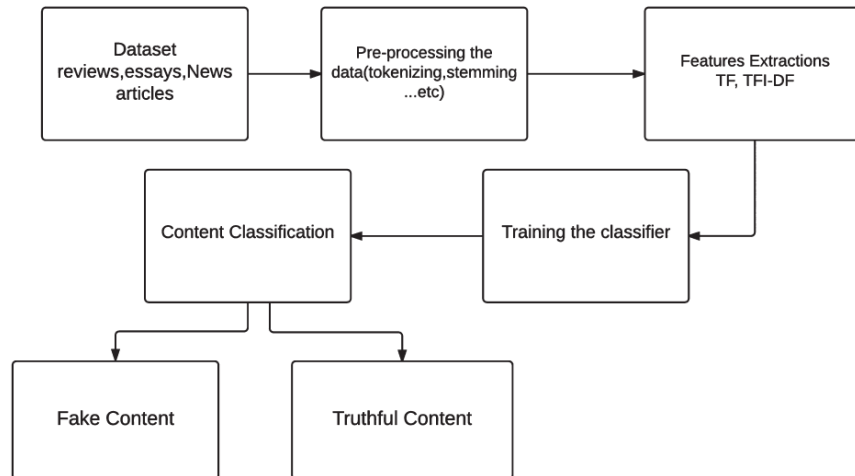 Dataset
reviews,essays,News
articles
Pre-processing the
data(tokenizing,stemming
...etc)
Features Extractions
TF, TFI-DF
Content Classification
Training the classifier
Fake Content
Truthful Content